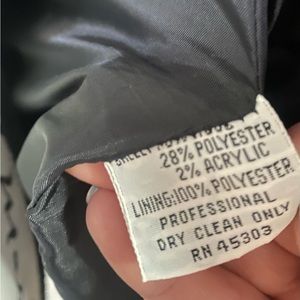 28% POLYESTER
2% ACRYLIC
LINING: 100% POLYESTER
PROFESSIONAL
DRY CLEAN ONLY
RN 45303